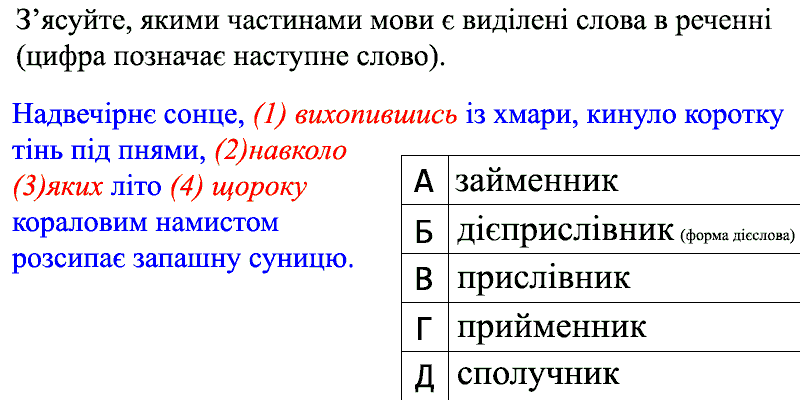 З’ясуйте, якими частинами мови є виділені слова в реченні
(цифра позначає наступне слово).
Надвечірнє сонце, (1) вихопившись із хмари, кинуло коротку
тінь під пнями, (2)навколо
(3)яких літо (4) щороку
кораловим намистом
розсипає запашну суницю.
А займенник
Б дієприслівник (форма дієслова)
В прислівник
Г прийменник
Д сполучник